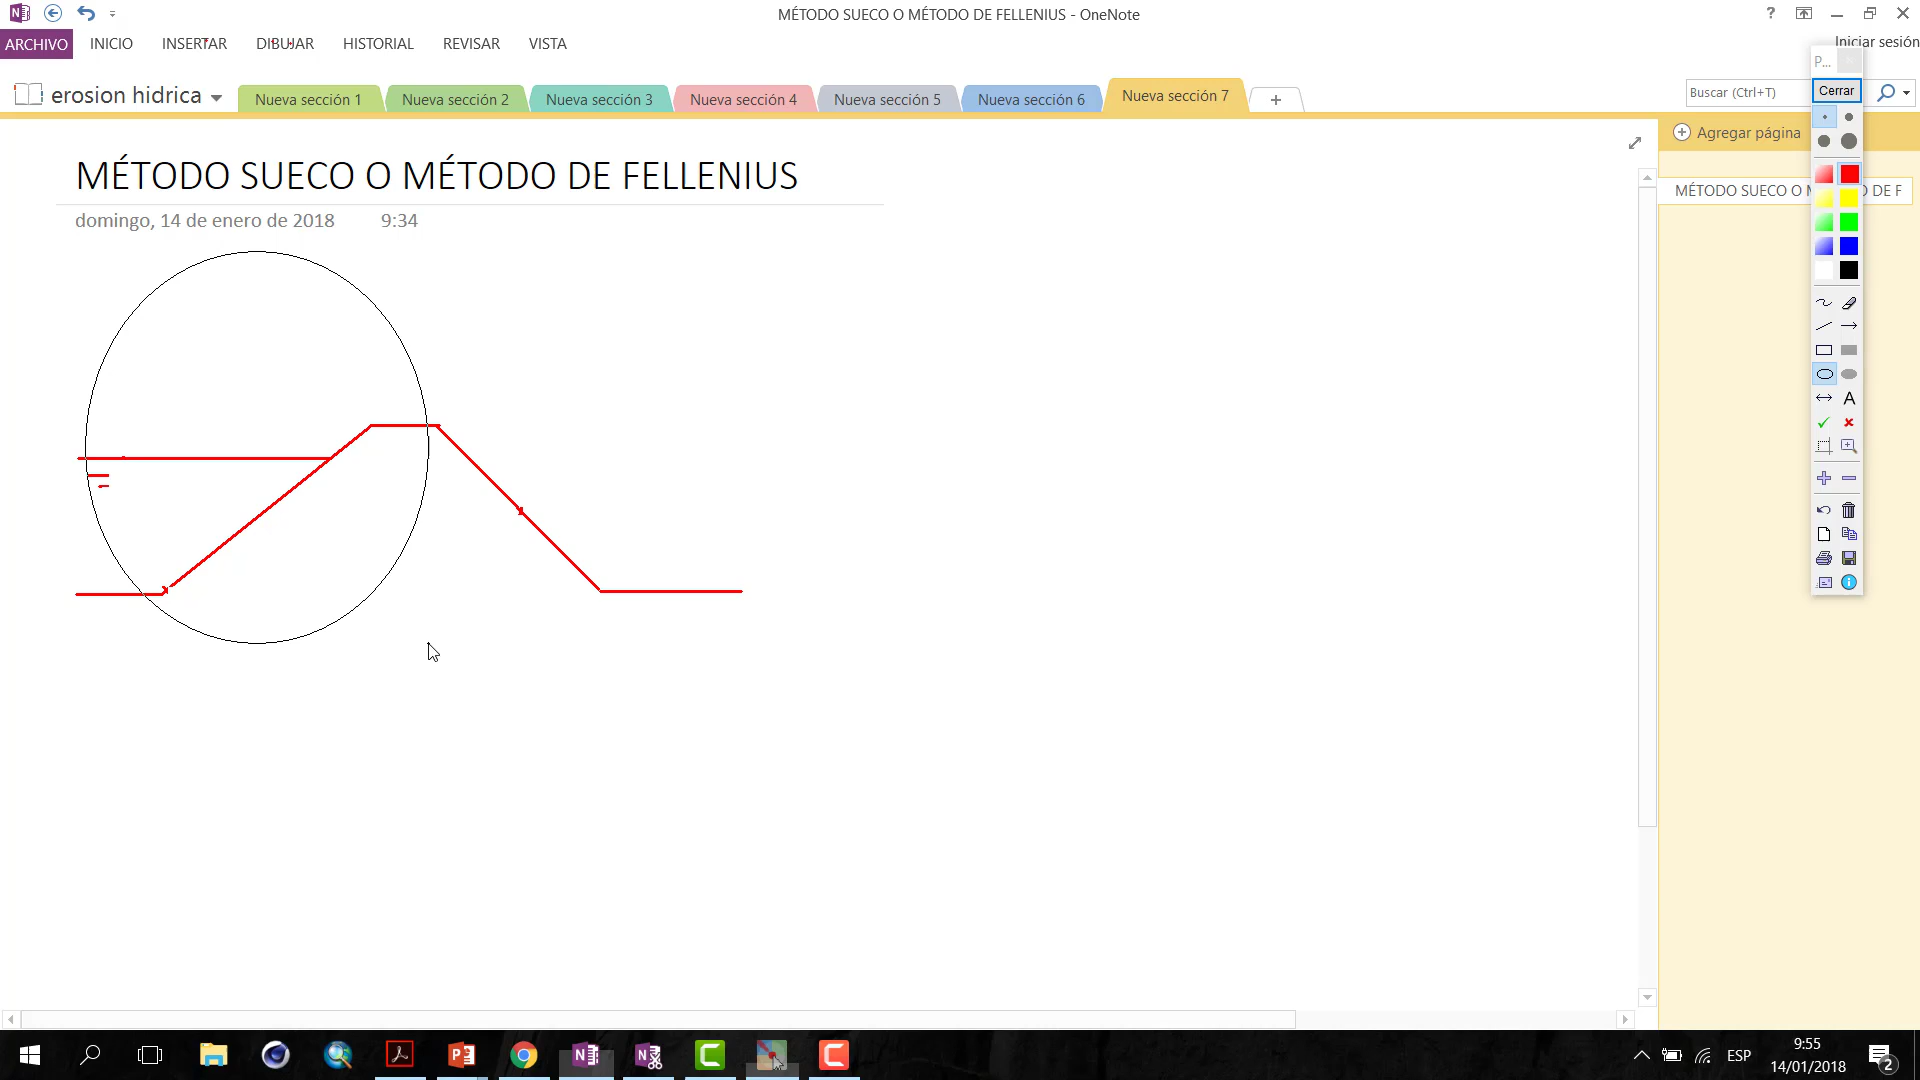 MÉTODO SUECO O MÉTODO DE FELLENIUS - OneNote
?
ARCHIVO INICIO INSERTAR DIBUJAR HISTORIAL REVISAR VISTA
Iniciar sesión
P...
erosion hidrica Nueva sección 1 Nueva sección 2 Nueva sección 3 Nueva sección 4 Nueva sección 5 Nueva sección 6 Nueva sección 7
Buscar (Ctrl+T)
Cerrar
Agregar página
MÉTODO SUECO O MÉTODO DE FELLENIUS
MÉTODO SUECO O M D DE F
domingo, 14 de enero de 2018 9:34
A
ESP
9:55
14/01/2018
2